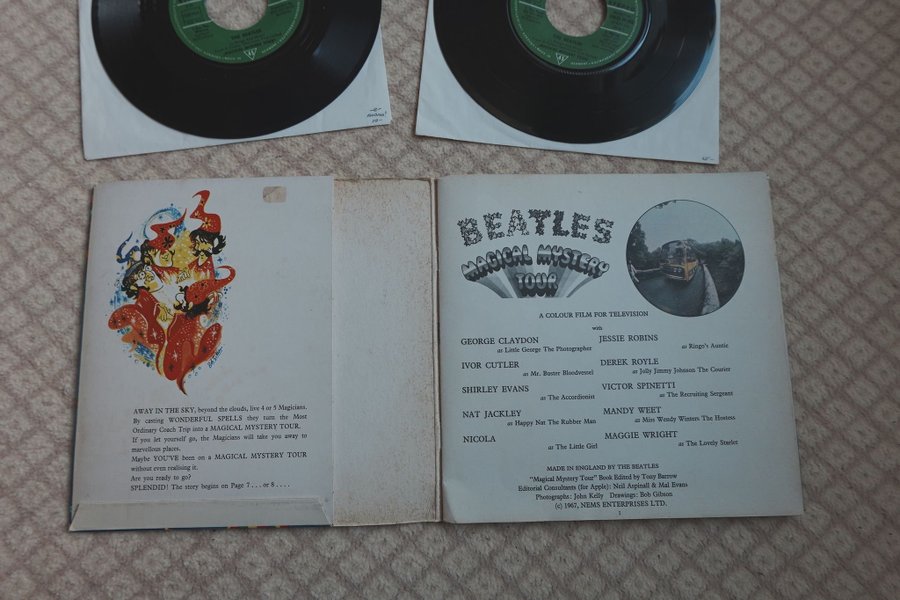 THE BEATLES
BEATLES
MAGICAL MYSTERY
TOUR
A COLOUR FILM FOR TELEVISION
with
GEORGE CLAYDON
as Little George The Photographer
JESSIE ROBINS
as Ringo's Auntie
IVOR CUTLER
as Mr. Buster Bloodvessel
DEREK ROYLE
as Jolly Jimmy Johnson The Courier
SHIRLEY EVANS
as The Accordionist
VICTOR SPINETTI
as The Recruiting Sergeant
NAT JACKLEY
as Happy Nat The Rubber Man
MANDY WEET
as Miss Wendy Winters The Hostess
NICOLA
as The Little Girl
MAGGIE WRIGHT
as The Lovely Starlet
MADE IN ENGLAND BY THE BEATLES
"Magical Mystery Tour" Book Edited by Tony Barrow
Editorial Consultants (for Apple): Neil Aspinall & Mal Evans
Photographs: John Kelly Drawings: Bob Gibson
(c) 1967, NEMS ENTERPRISES LTD.
1
AWAY IN THE SKY, beyond the clouds, live 4 or 5 Magicians.
By casting WONDERFUL SPELLS they turn the Most
Ordinary Coach Trip into a MAGICAL MYSTERY TOUR.
If you let yourself go, the Magicians will take you away to
marvellous places.
Maybe YOU'VE been on a MAGICAL MYSTERY TOUR
without even realising it.
Are you ready to go?
SPLENDID! The story begins on Page 7 . . . or 8 . . . .